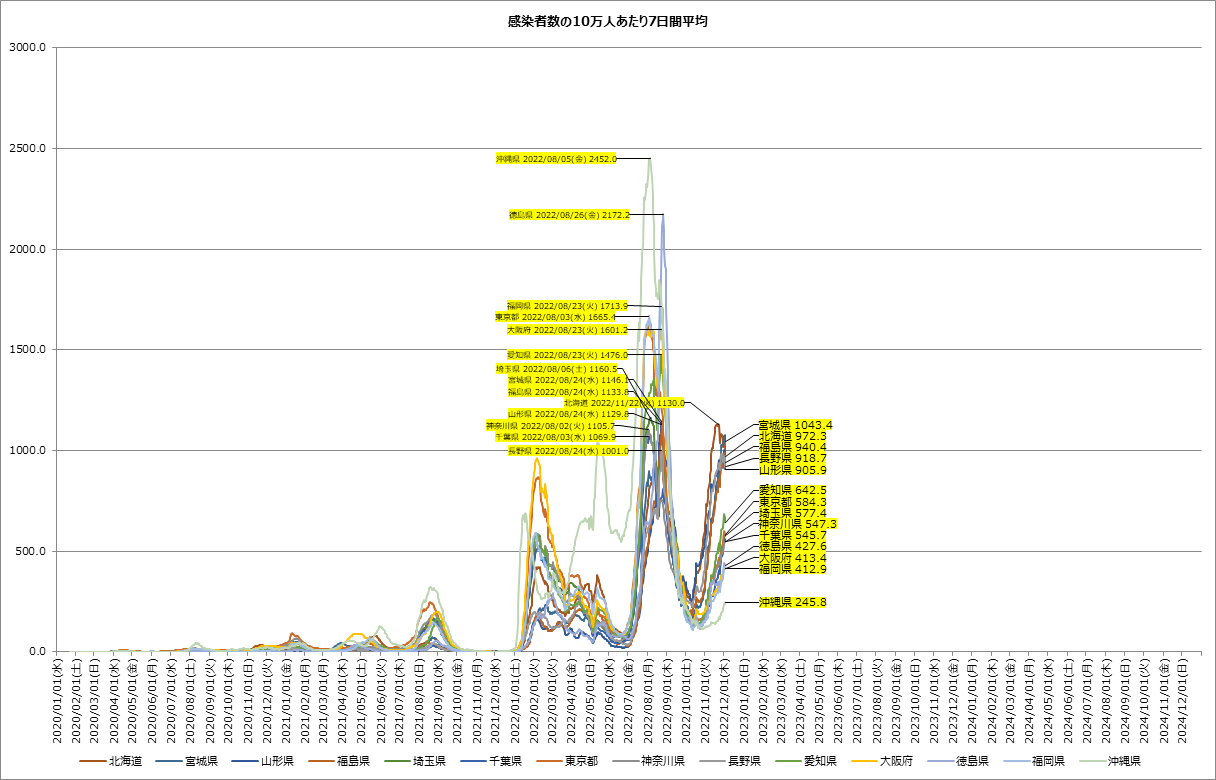 感染者数の10万人あたり7日間平均
3000.0
2500.0
2000.0
1500.0
1000.0
500.0
0.0
沖縄県 2022/08/05(金) 2452.0
徳島県 2022/08/26(金) 2172.2
福岡県 2022/08/23(火) 1713.9
東京都 2022/08/03(水) 1665.4
大阪府 2022/08/23(火) 1601.2
愛知県 2022/08/23(火) 1476.0
埼玉県 2022/08/06(土) 1160.5
宮城県 2022/08/24(水) 1146.1
福島県 2022/08/24(水) 1133.8
北海道 2022/11/22(火) 1130.0
山形県 2022/08/24(水) 1129.8
神奈川県 2022/08/02(火) 1105.7
千葉県 2022/08/03(水) 1069.9
長野県 2022/08/24(水) 1001.0
宮城県 1043.4
北海道 972.3
福島県 940.4
長野県 918.7
山形県 905.9
愛知県 642.5
東京都 584.3
埼玉県 577.4
神奈川県 547.3
千葉県 545.7
徳島県 427.6
大阪府 413.4
福岡県 412.9
沖縄県 245.8
2020/01/01(水)
2020/02/01(土)
2020/03/01(日)
2020/04/01(水)
2020/05/01(金)
2020/06/01(月)
2020/07/01(水)
2020/08/01(土)
2020/09/01(火)
2020/10/01(木)
2020/11/01(日)
2020/12/01(火)
2021/01/01(金)
2021/02/01(月)
2021/03/01(月)
2021/04/01(木)
2021/05/01(土)
2021/06/01(火)
2021/07/01(木)
2021/08/01(日)
2021/09/01(水)
2021/10/01(金)
2021/11/01(月)
2021/12/01(水)
2022/01/01(土)
2022/02/01(火)
2022/03/01(火)
2022/04/01(金)
2022/05/01(日)
2022/06/01(水)
2022/07/01(金)
2022/08/01(月)
2022/09/01(木)
2022/10/01(土)
2022/11/01(火)
2022/12/01(木)
2023/01/01(日)
2023/02/01(水)
2023/03/01(水)
2023/04/01(土)
2023/05/01(月)
2023/06/01(木)
2023/07/01(土)
2023/08/01(火)
2023/09/01(金)
2023/10/01(日)
2023/11/01(水)
2023/12/01(金)
2024/01/01(月)
2024/02/01(木)
2024/03/01(金)
2024/04/01(月)
2024/05/01(水)
2024/06/01(土)
2024/07/01(月)
2024/08/01(木)
2024/09/01(日)
2024/10/01(火)
2024/11/01(金)
2024/12/01(日)
北海道 宮城県 山形県 福島県 埼玉県 千葉県 東京都 神奈川県 長野県 愛知県 大阪府 徳島県 福岡県 沖縄県